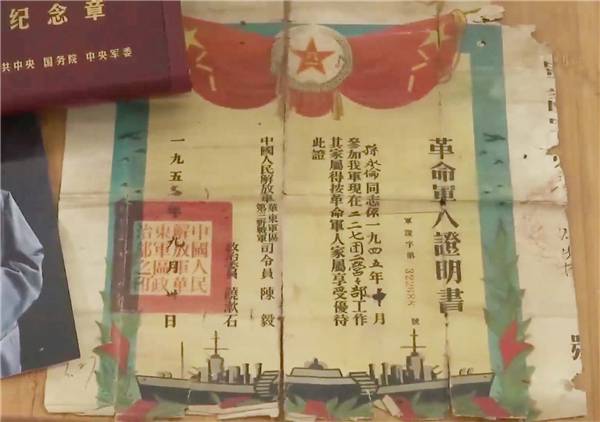 纪念章
共中央 国务院 中央军委
革命軍人證明書
軍證字第 號
孫永倫同志係一九四五年十月
參加我軍現在二二七团二营部工作
其家屬得按革命軍人家屬享受優待
此證
中國人民解放軍華東軍區
第三野戰軍
司令員 陳毅
政治委員 饒漱石
一九五 年九月 日
中國人民
解放軍華
東軍區政
治部之印